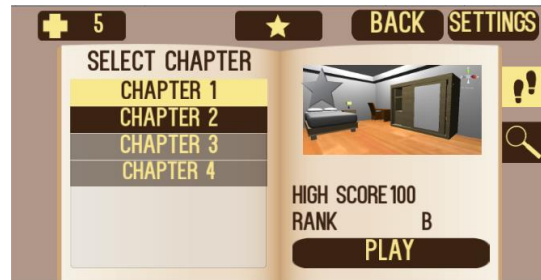 5
BACK
SETTINGS
SELECT CHAPTER
CHAPTER 1
CHAPTER 2
CHAPTER 3
CHAPTER 4
HIGH SCORE 100
RANK B
PLAY